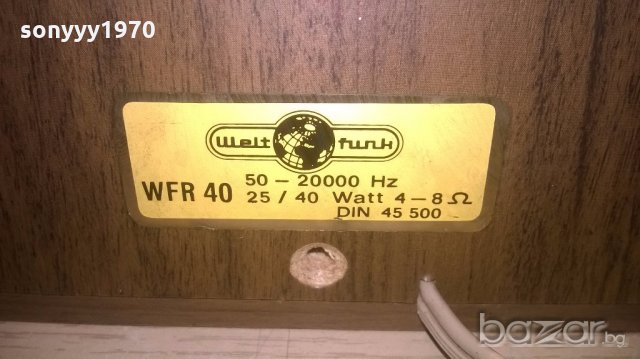 sonyyy1970
Welt funk
WFR 40
50 – 20000 Hz
25 / 40 Watt 4–8 Ω
DIN 45 500
bazar.bg